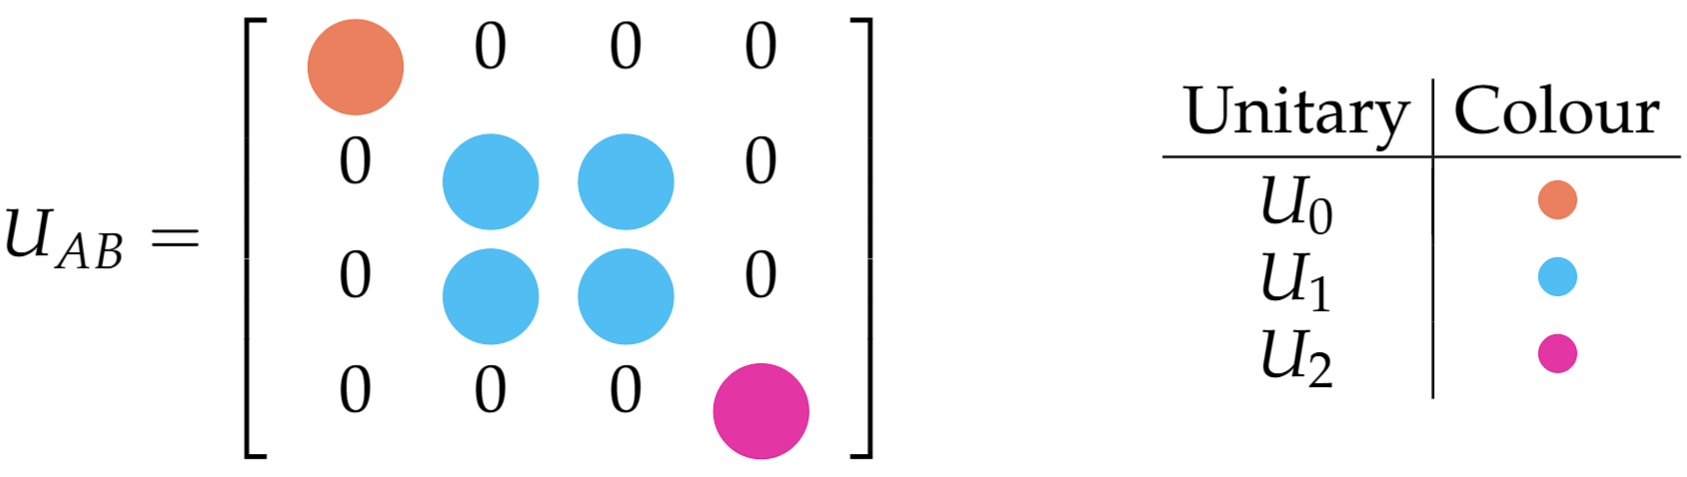 U_AB = [ 0 0 0
0 0
0 0
0 0 0 ]
Unitary Colour
U_0
U_1
U_2